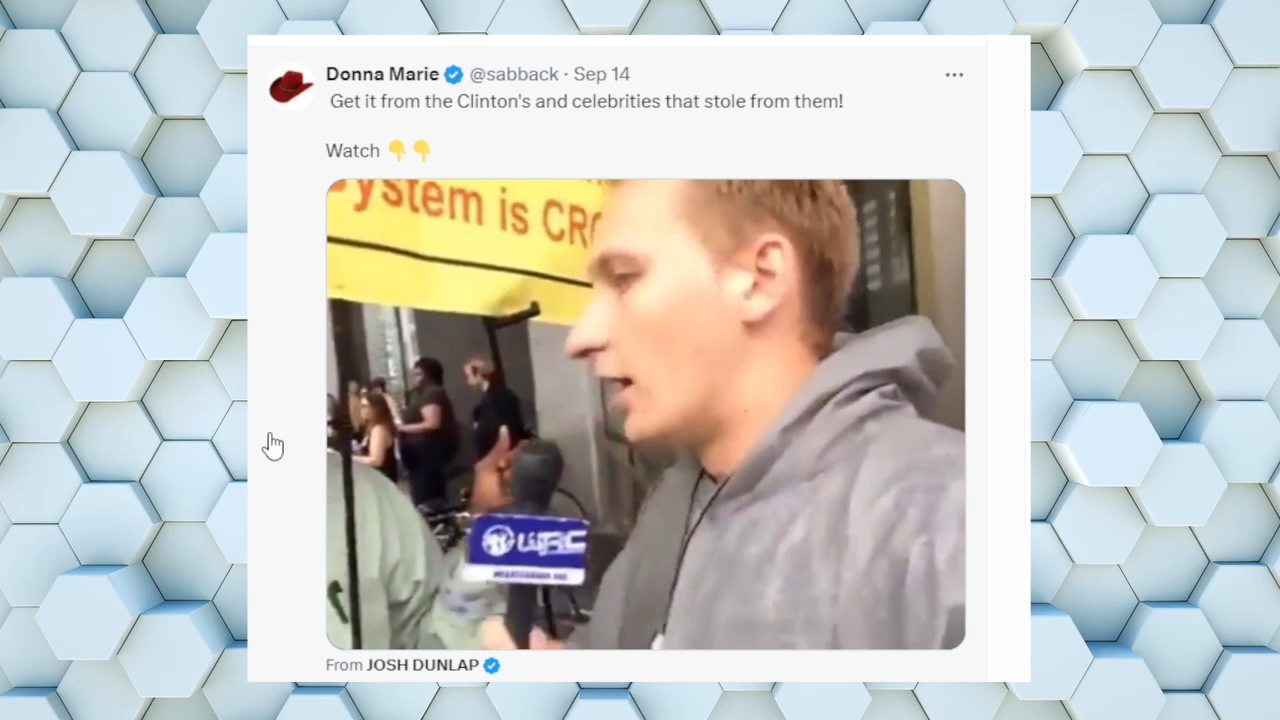 Donna Marie @sabback · Sep 14
Get it from the Clinton's and celebrities that stole from them!
Watch 👇👇
ystem is CR
From JOSH DUNLAP